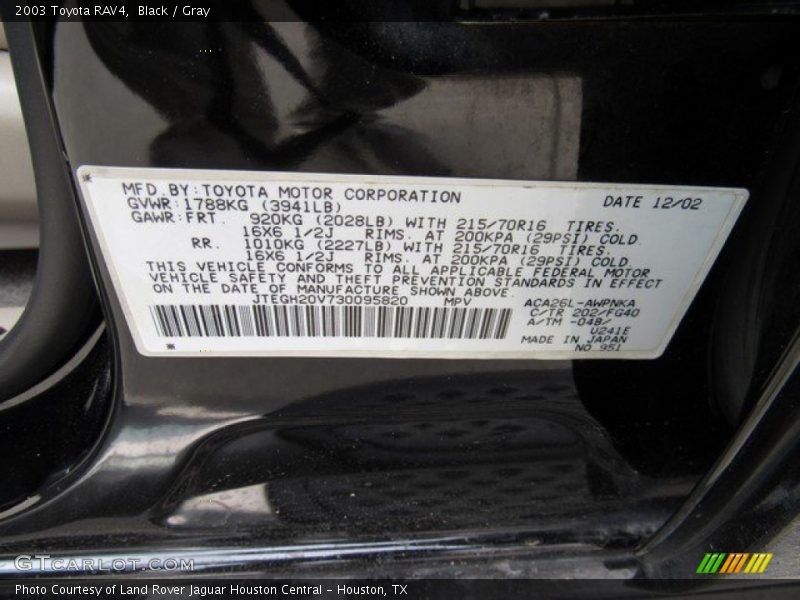 2003 Toyota RAV4, Black / Gray
MFD.BY:TOYOTA MOTOR CORPORATION DATE 12/02
GVWR:1788KG (3941LB)
GAWR:FRT. 920KG (2028LB) WITH 215/70R16 TIRES.
16X6 1/2J RIMS. AT 200KPA (29PSI) COLD.
RR. 1010KG (2227LB) WITH 215/70R16 TIRES.
16X6 1/2J RIMS. AT 200KPA (29PSI) COLD.
THIS VEHICLE CONFORMS TO ALL APPLICABLE FEDERAL MOTOR
VEHICLE SAFETY AND THEFT PREVENTION STANDARDS IN EFFECT
ON THE DATE OF MANUFACTURE SHOWN ABOVE.
JTEGH20V730095820 MPV
ACA26L-AWPNKA
C/TR 202/FG40
A/TM -04B/
U241E
MADE IN JAPAN
NO 951
GTCarLot.com
Photo Courtesy of Land Rover Jaguar Houston Central - Houston, TX